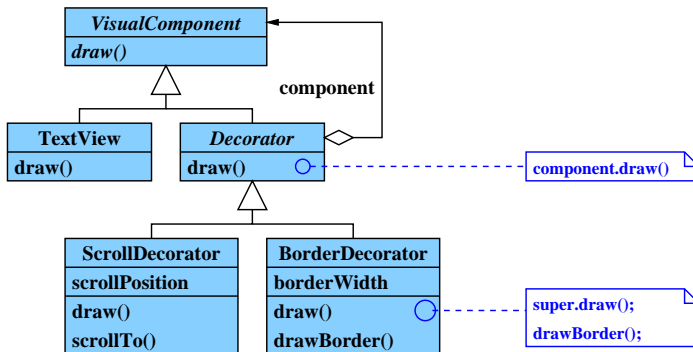 VisualComponent
draw()
component
TextView
draw()
Decorator
draw()
component.draw()
ScrollDecorator
scrollPosition
draw()
scrollTo()
BorderDecorator
borderWidth
draw()
drawBorder()
super.draw();
drawBorder();